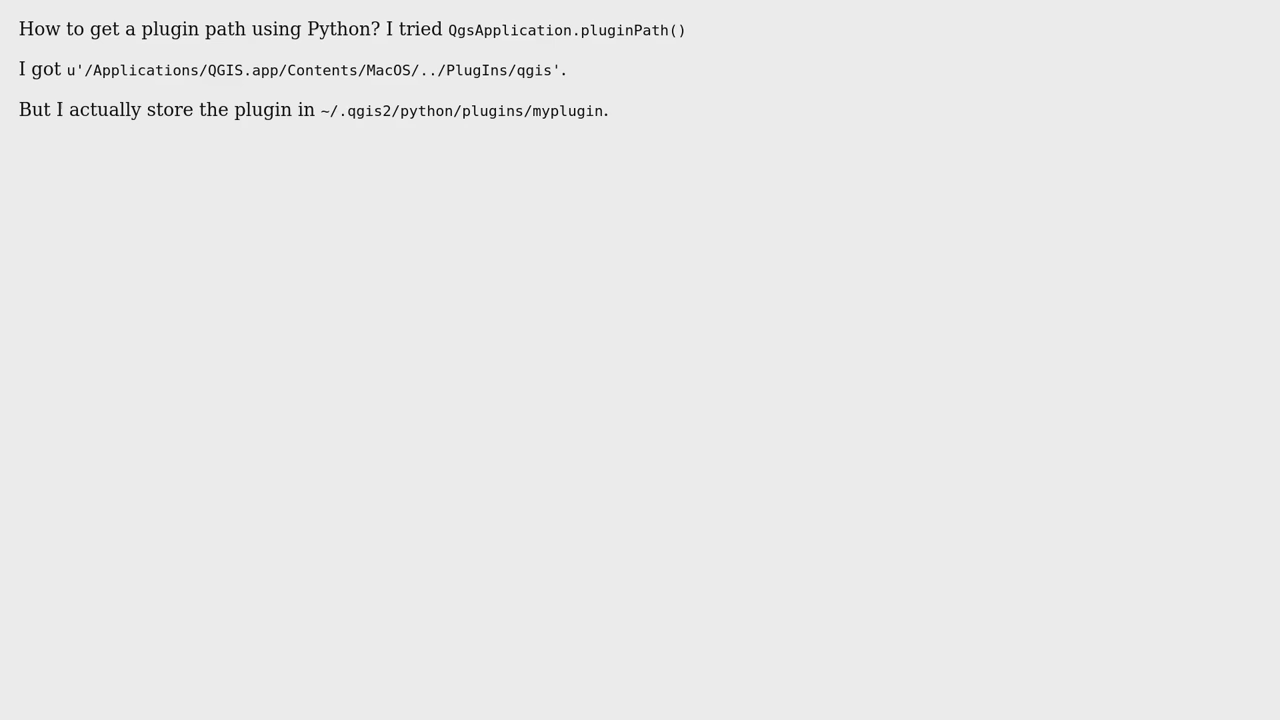 How to get a plugin path using Python? I tried QgsApplication.pluginPath()
I got u'/Applications/QGIS.app/Contents/MacOS/../PlugIns/qgis'.
But I actually store the plugin in ~/.qgis2/python/plugins/myplugin.